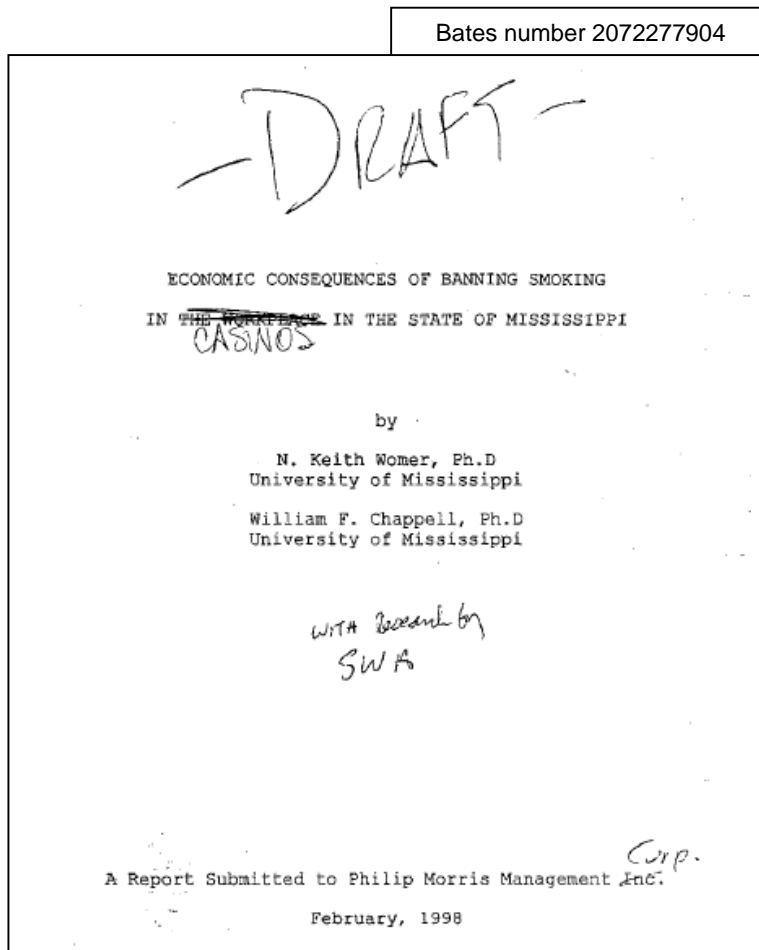 Bates number 2072277904
- DRAFT -
ECONOMIC CONSEQUENCES OF BANNING SMOKING
IN THE WORKPLACE IN THE STATE OF MISSISSIPPI
CASINOS
by
N. Keith Womer, Ph.D
University of Mississippi
William F. Chappell, Ph.D
University of Mississippi
WITH Research by
SWA
Corp.
A Report Submitted to Philip Morris Management Inc.
February, 1998